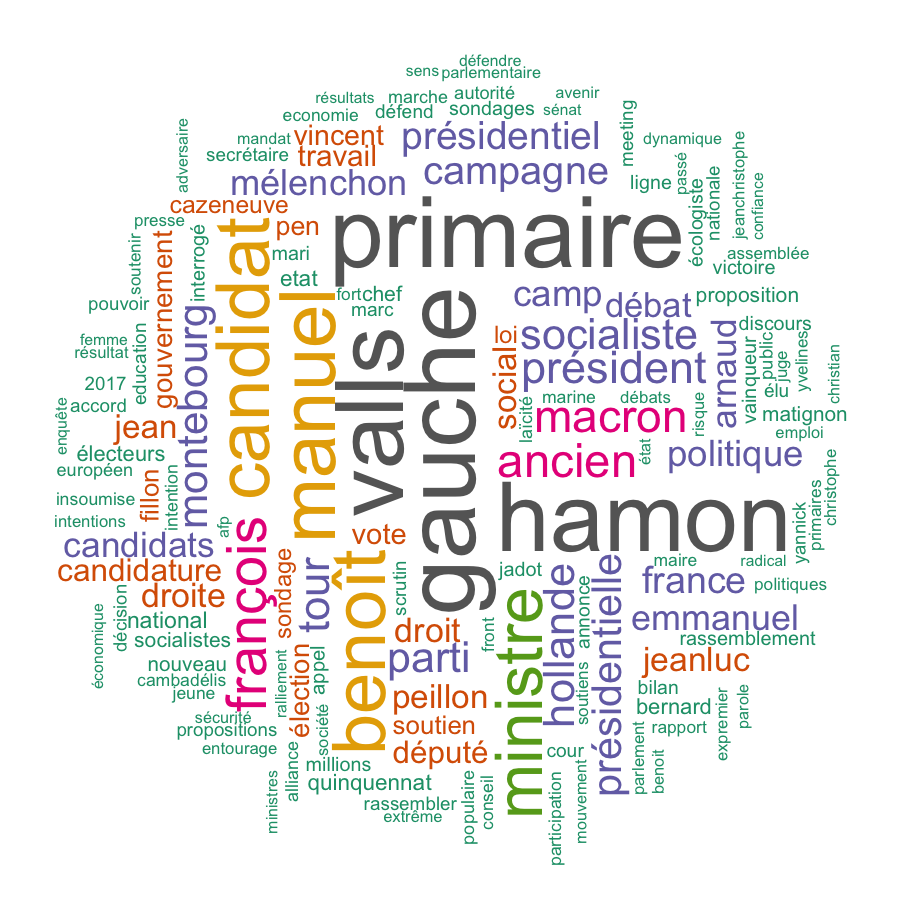 défendre
sens
parlementaire
résultats
marche
autorité
avenir
economie
défend
sondages
sénat
adversaire
mandat
vincent
présidentiel
meeting
dynamique
secrétaire
travail
campagne
passé
jeanchristophe
mélenchon
ligne
nationale
confiance
cazeneuve
écologiste
presse
candidat
pen
primaire
soutenir
gouvernement
interrogé
mari
assemblée
victoire
etat
pouvoir
montebourg
manuel
fort
chef
marc
valls
gauche
camp
débat
proposition
femme
résultat
education
loi
socialiste
arnaud
discours
vainqueur
public
yveliness
christian
2017
social
président
e
elu
juge
accord
enquête
jean
marine
débats
macron
risque
matignon
laïcité
emploi
électeurs
européen
fillon
intention
ancien
état
politique
insoumise
hamon
yannick
primaires
christophe
intentions
afp
françois
candidats
vote
benoît
candidature
sondage
tour
scrutin
jadot
hollande
présidentielle
maire
radical
france
politiques
droite
ministre
annonce
économique
décision
national
droit
front
emmanuel
socialistes
parti
rassemblement
nouveau
ralliement
élection
appel
jeanluc
cambadélis
jeune
peillon
soutiens
bilan
sécurité
société
soutien
bernard
propositions
rapport
expremier
parole
entourage
député
cour
millions
alliance
quinquennat
parlement
benoit
ministres
rassembler
extrême
populaire
conseil
participation
mouvement